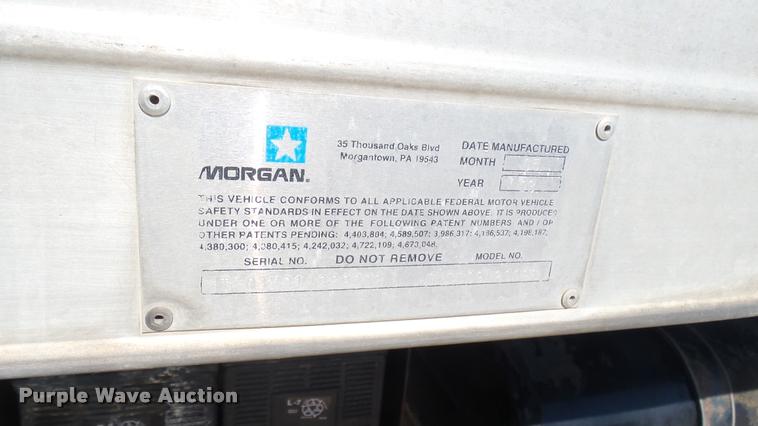 35 Thousand Oaks Blvd
Morgantown, PA 19543
MORGAN®
DATE MANUFACTURED
MONTH
YEAR
THIS VEHICLE CONFORMS TO ALL APPLICABLE FEDERAL MOTOR VEHICLE
SAFETY STANDARDS IN EFFECT ON THE DATE SHOWN ABOVE. IT IS PRODUCED
UNDER ONE OR MORE OF THE FOLLOWING PATENT NUMBERS AND / OR
OTHER PATENTS PENDING: 4,403,804; 4,589,507; 3,986,317; 4,186,537; 4,198,187;
4,380,300; 4,380,415; 4,242,032; 4,722,109; 4,673,048.
SERIAL NO. DO NOT REMOVE MODEL NO.
Purple Wave Auction